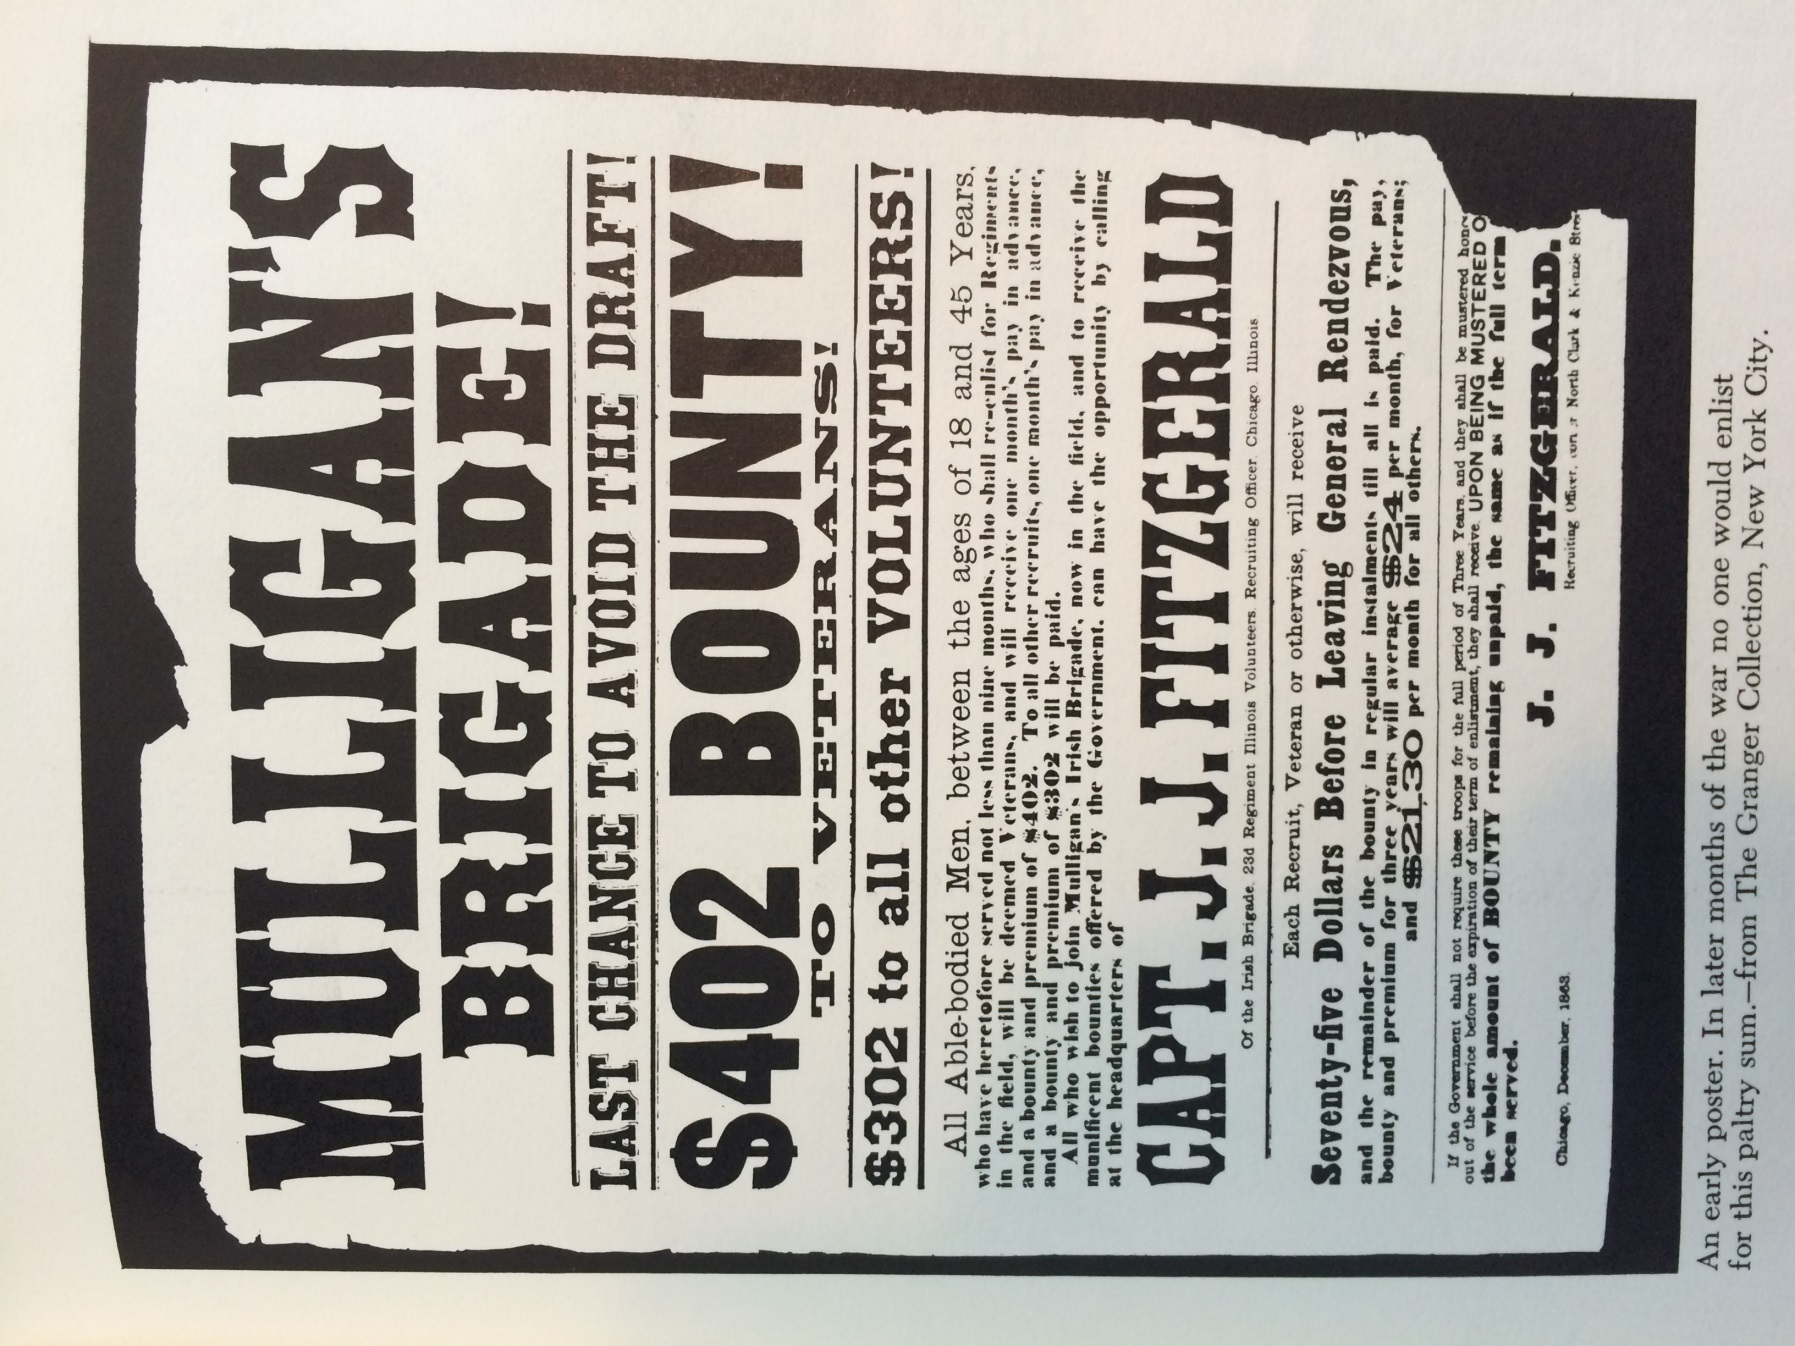 MULLIGAN'S
BRIGADE!
LAST CHANCE TO AVOID THE DRAFT!
$402 BOUNTY!
TO VETERANS!
$302 to all other VOLUNTEERS!
All Able-bodied Men, between the ages of 18 and 45 Years,
who have heretofore served not less than nine months, who shall re-enlist for Regiments
in the field, will be deemed Veterans, and will receive one month's pay in advance,
and a bounty and premium of $402. To all other recruits, one month's pay in advance,
and a bounty and premium of $302 will be paid.
All who wish to join Mulligan's Irish Brigade, now in the field, and to receive the
munificent bounties offered by the Government, can have the opportunity by calling
at the headquarters of
CAPT. J. J. FITZGERALD
Of the Irish Brigade, 23d Regiment Illinois Volunteers, Recruiting Officer, Chicago, Illinois
Each Recruit, Veteran or otherwise, will receive
Seventy-five Dollars Before Leaving General Rendezvous,
and the remainder of the bounty in regular instalments till all is paid. The pay,
bounty and premium for three years will average $24 per month, for Veterans;
and $21.30 per month for all others.
If the Government shall not require these troops for the full period of Three Years, and they shall be mustered
out of the service before the expiration of their term of enlistment, they shall receive, UPON BEING MUSTERED
the whole amount of BOUNTY remaining unpaid, the same as if the full term
been served.
J. J. FITZGERALD.
Chicago, December, 1863. Recruiting Officer, North Clark & Kenzie
An early poster. In later months of the war no one would enlist
for this paltry sum.—from The Granger Collection, New York City.